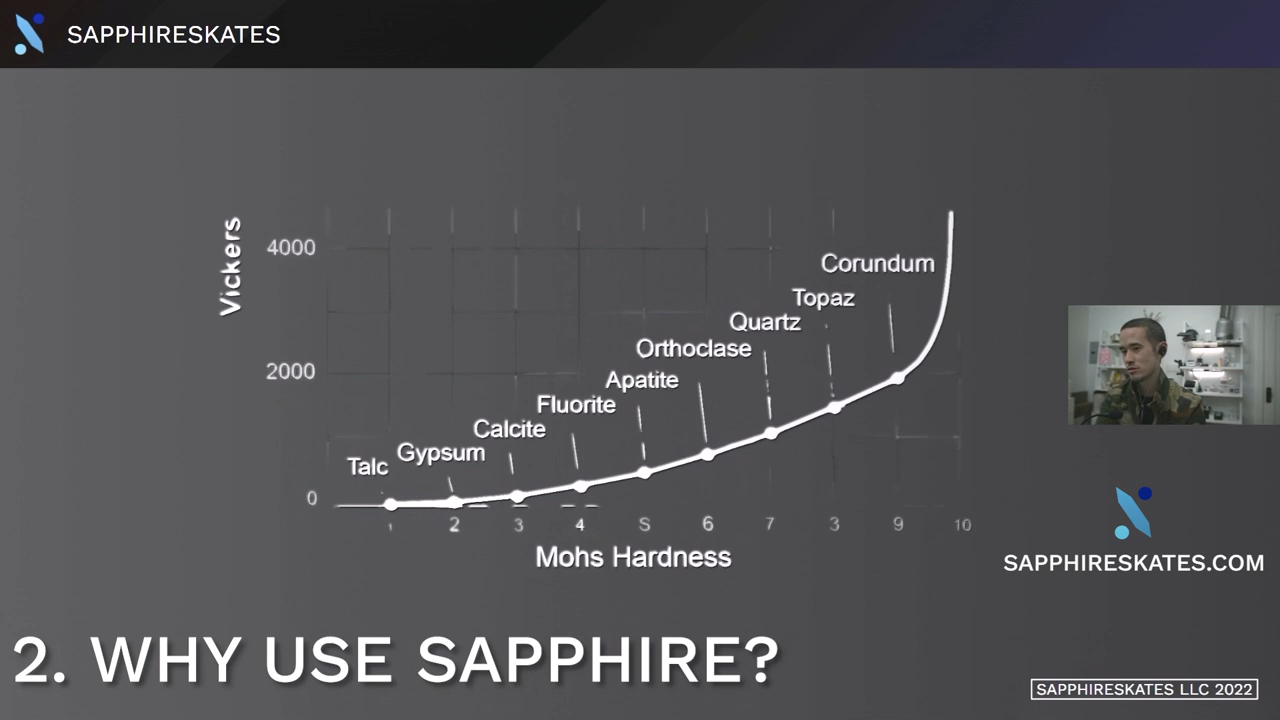 SAPPHIRESKATES
Vickers
4000
2000
0
Corundum
Topaz
Quartz
Orthoclase
Apatite
Fluorite
Calcite
Gypsum
Talc
1 2 3 4 S 6 7 3 9 10
Mohs Hardness
SAPPHIRESKATES.COM
2. WHY USE SAPPHIRE?
SAPPHIRESKATES LLC 2022